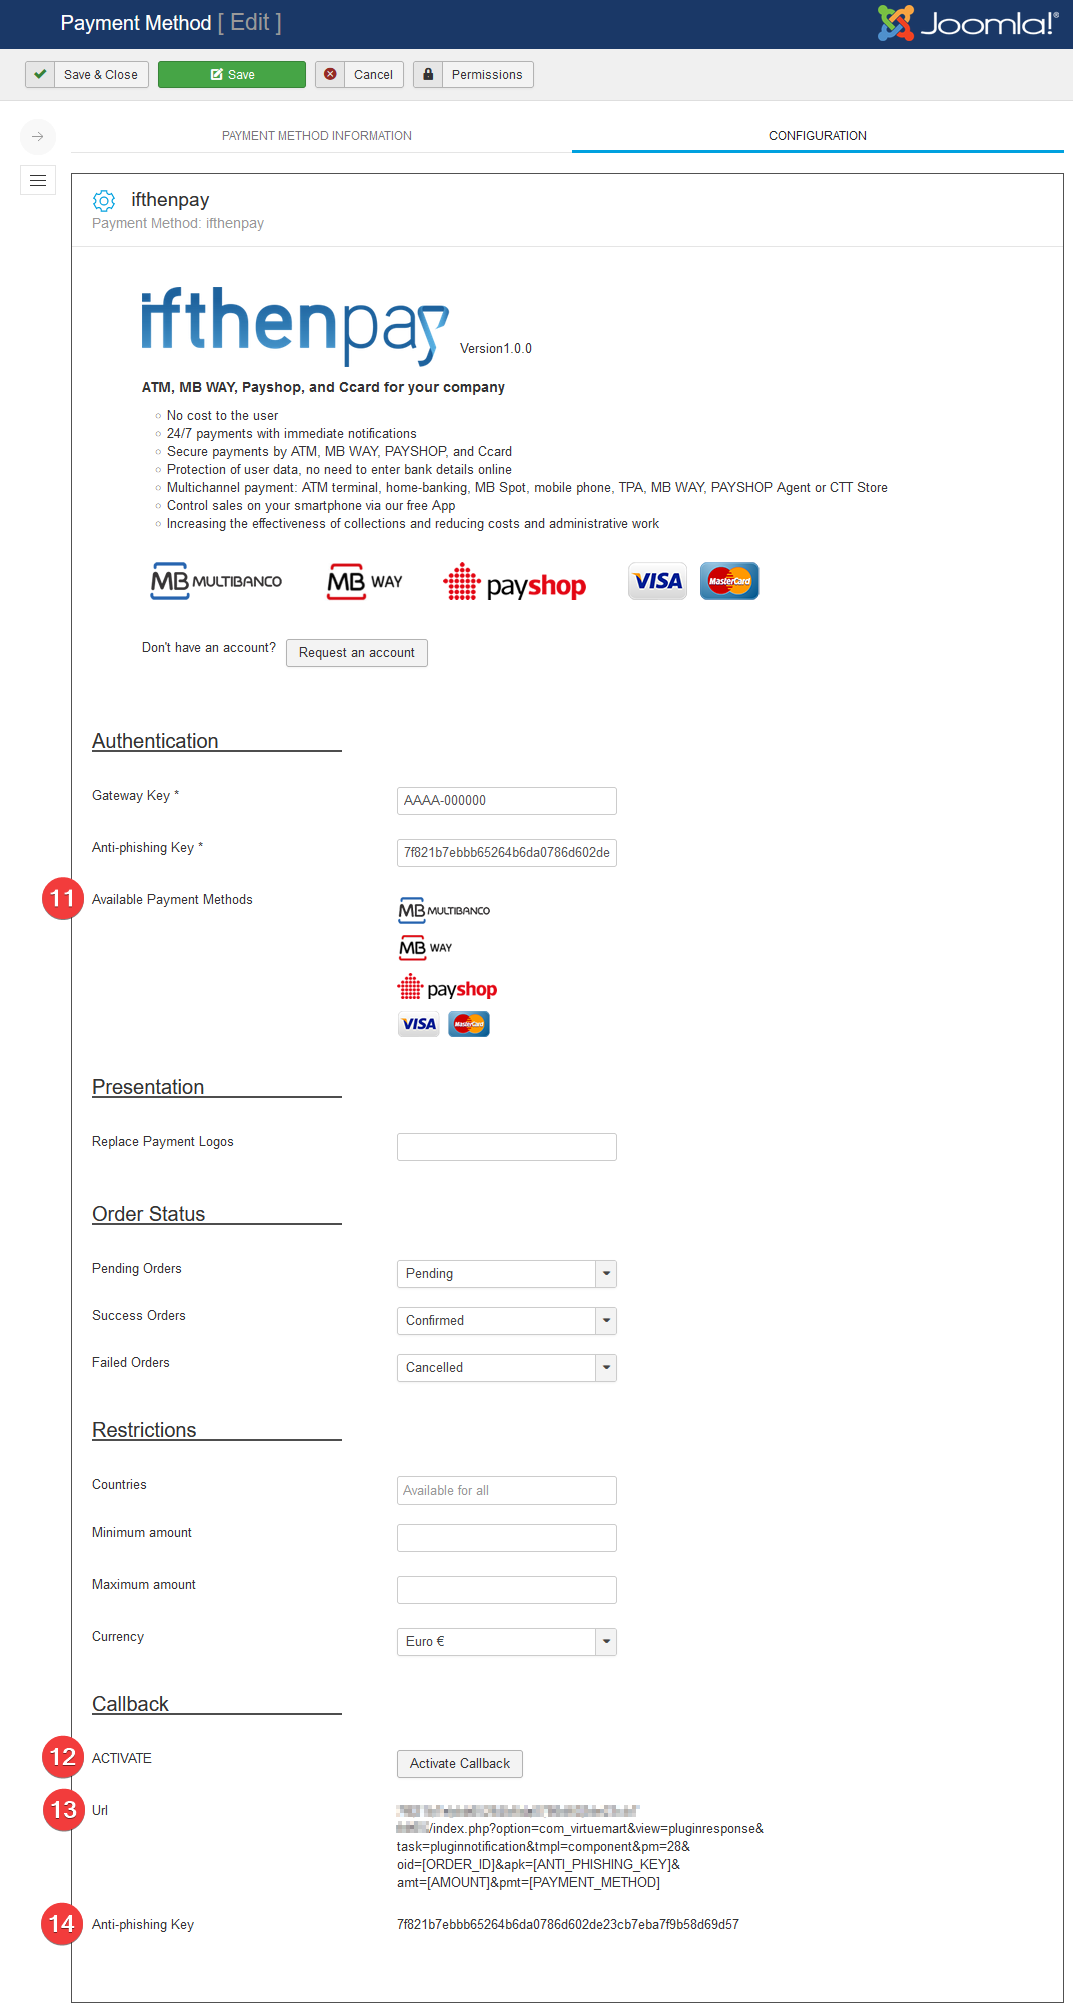 Payment Method [ Edit ]
Joomla!®
Save & Close
Save
Cancel
Permissions
PAYMENT METHOD INFORMATION
CONFIGURATION
ifthenpay
Payment Method: ifthenpay
ifthenpay Version1.0.0
ATM, MB WAY, Payshop, and Ccard for your company
No cost to the user
24/7 payments with immediate notifications
Secure payments by ATM, MB WAY, PAYSHOP, and Ccard
Protection of user data, no need to enter bank details online
Multichannel payment: ATM terminal, home-banking, MB Spot, mobile phone, TPA, MB WAY, PAYSHOP Agent or CTT Store
Control sales on your smartphone via our free App
Increasing the effectiveness of collections and reducing costs and administrative work
MB MULTIBANCO MB WAY payshop VISA MasterCard
Don't have an account? Request an account
Authentication
Gateway Key * AAAA-000000
Anti-phishing Key * 7f821b7ebbb65264b6da0786d602de
11 Available Payment Methods
MB MULTIBANCO
MB WAY
payshop
VISA MasterCard
Presentation
Replace Payment Logos
Order Status
Pending Orders Pending
Success Orders Confirmed
Failed Orders Cancelled
Restrictions
Countries Available for all
Minimum amount
Maximum amount
Currency Euro €
Callback
12 ACTIVATE Activate Callback
13 Url
/index.php?option=com_virtuemart&view=pluginresponse&
task=pluginnotification&tmpl=component&pm=28&
oid=[ORDER_ID]&apk=[ANTI_PHISHING_KEY]&
amt=[AMOUNT]&pmt=[PAYMENT_METHOD]
14 Anti-phishing Key 7f821b7ebbb65264b6da0786d602de23cb7eba7f9b58d69d57